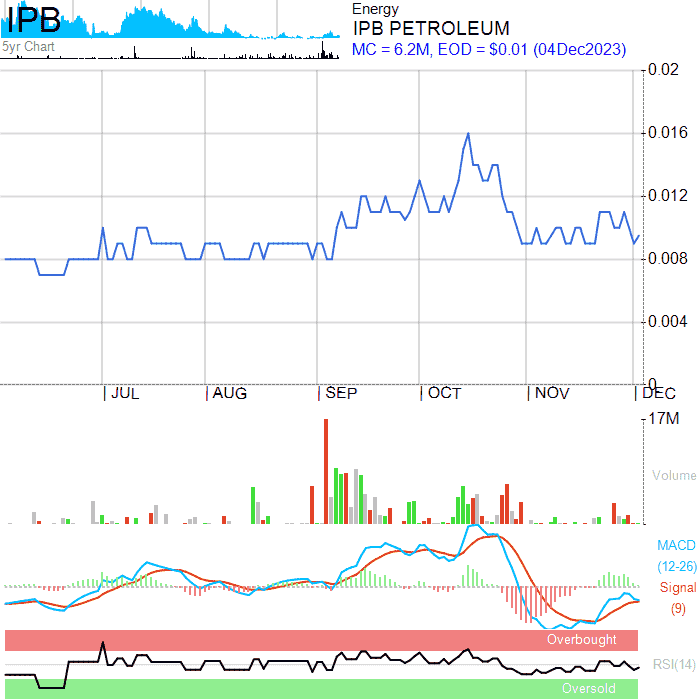 IPB
5yr Chart
Energy
IPB PETROLEUM
MC = 6.2M, EOD = $0.01 (04Dec2023)
0.02
0.016
0.012
0.008
0.004
0
JUL AUG SEP OCT NOV DEC
17M
Volume
MACD
(12-26)
Signal
(9)
Overbought
RSI(14)
Oversold